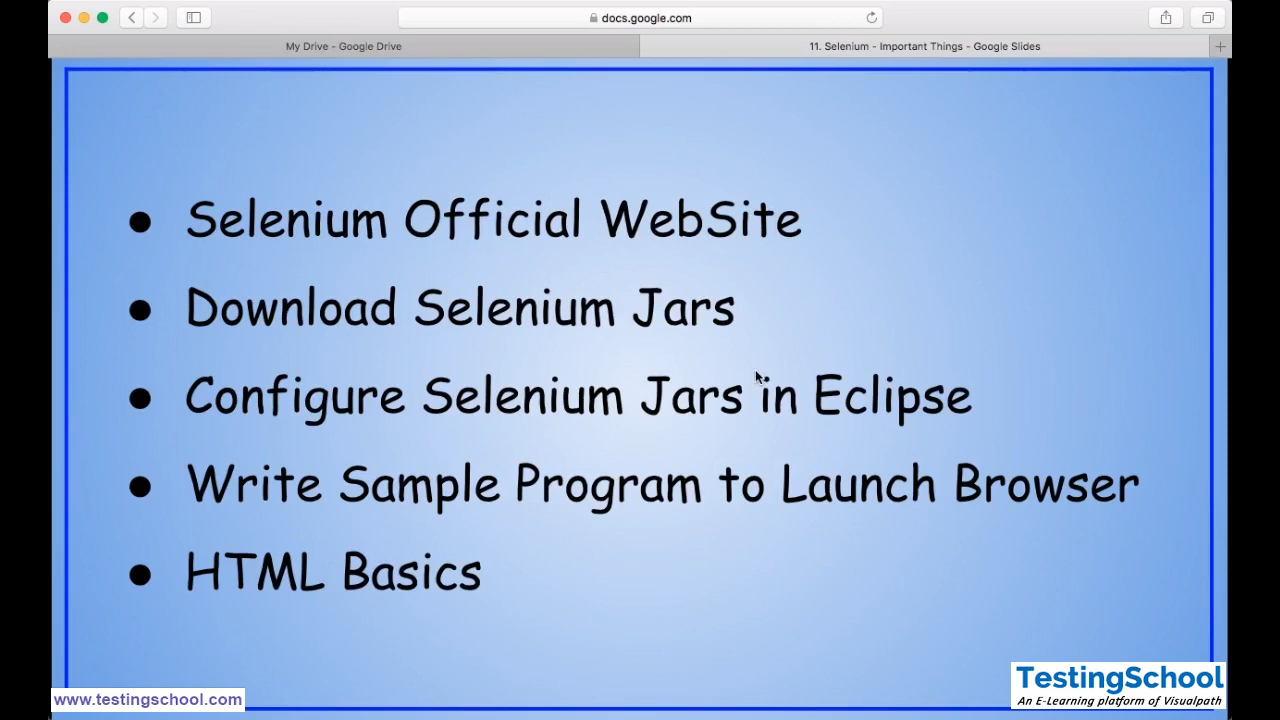 docs.google.com
My Drive - Google Drive
11. Selenium - Important Things - Google Slides
● Selenium Official WebSite
● Download Selenium Jars
● Configure Selenium Jars in Eclipse
● Write Sample Program to Launch Browser
● HTML Basics
www.testingschool.com
TestingSchool
An E-Learning platform of Visualpath